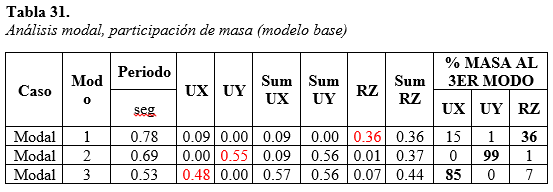 Tabla 31.
Análisis modal, participación de masa (modelo base)
Caso Modo Periodo UX UY Sum UX Sum UY RZ Sum RZ % MASA AL 3ER MODO
seg UX UY RZ
Modal 1 0.78 0.09 0.00 0.09 0.00 0.36 0.36 15 1 36
Modal 2 0.69 0.00 0.55 0.09 0.56 0.01 0.37 0 99 1
Modal 3 0.53 0.48 0.00 0.57 0.56 0.07 0.44 85 0 7